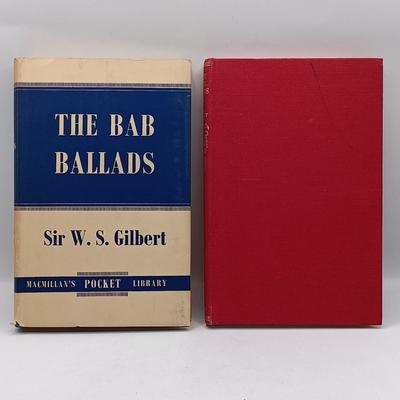 THE BAB
BALLADS
Sir W. S. Gilbert
MACMILLAN'S POCKET LIBRARY